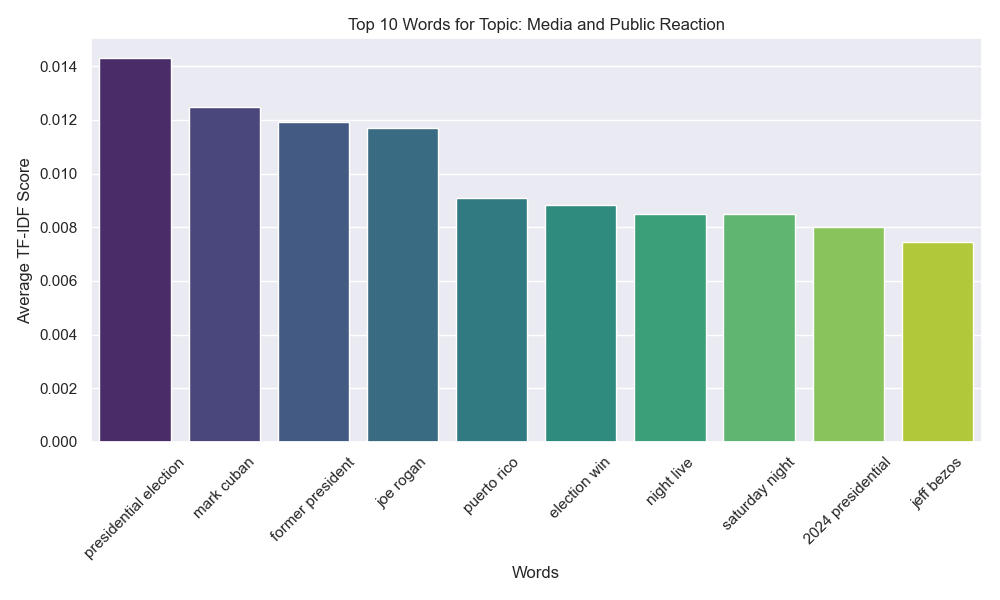 Top 10 Words for Topic: Media and Public Reaction
Average TF-IDF Score
0.014
0.012
0.010
0.008
0.006
0.004
0.002
0.000
presidential election
mark cuban
former president
joe rogan
puerto rico
election win
night live
saturday night
2024 presidential
jeff bezos
Words